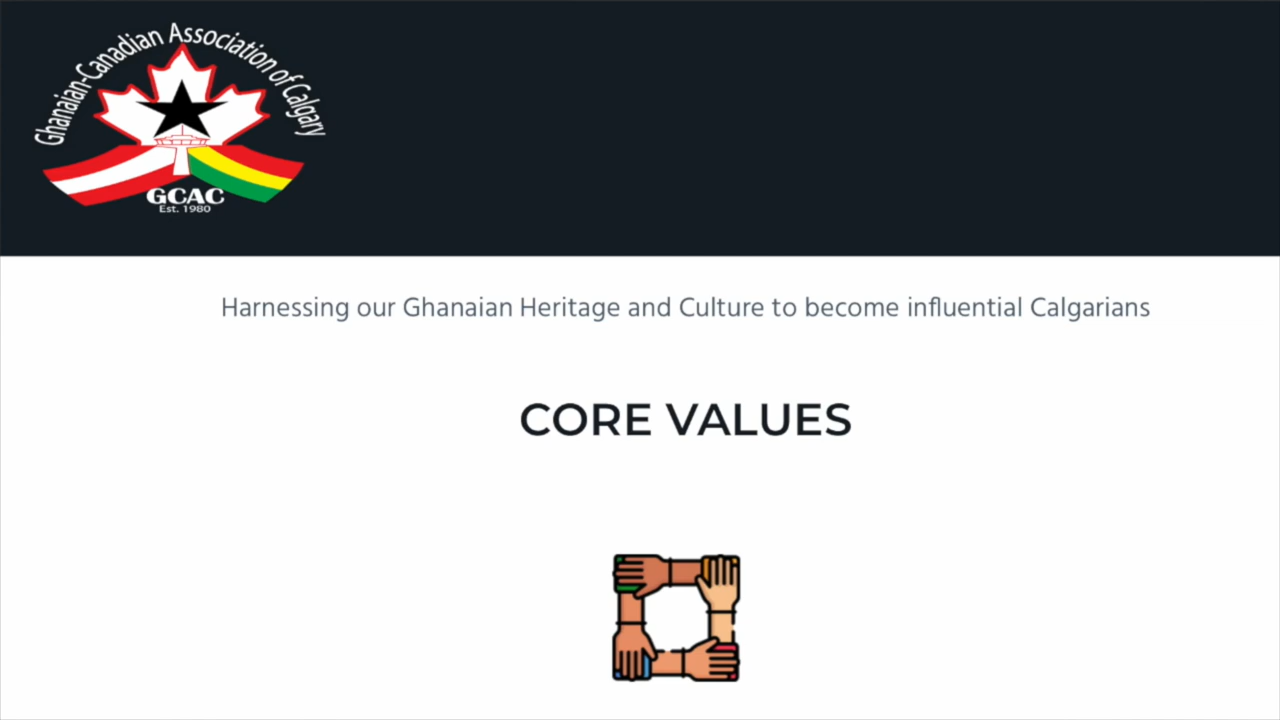 Ghanaian-Canadian Association of Calgary
GCAC
Est. 1980
Harnessing our Ghanaian Heritage and Culture to become influential Calgarians
CORE VALUES